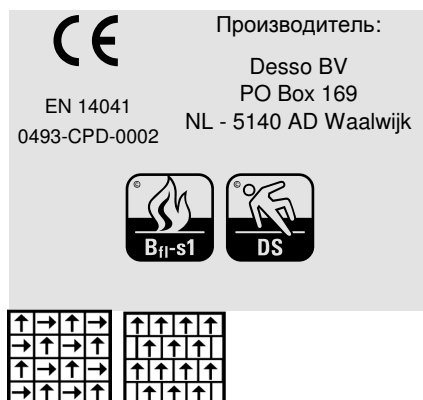 CE
EN 14041
0493-CPD-0002
Производитель:
Desso BV
PO Box 169
NL - 5140 AD Waalwijk
© ©
Bfl-s1 DS